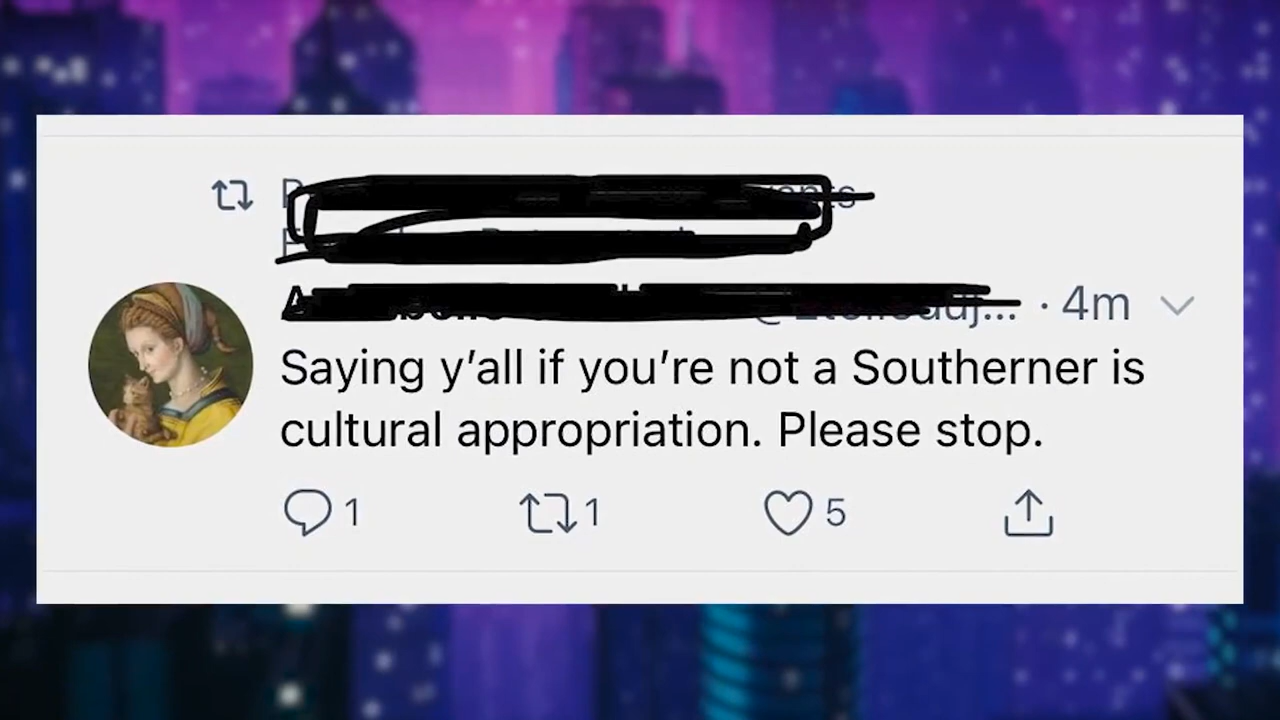 · 4m
Saying y’all if you’re not a Southerner is
cultural appropriation. Please stop.
1 1 5